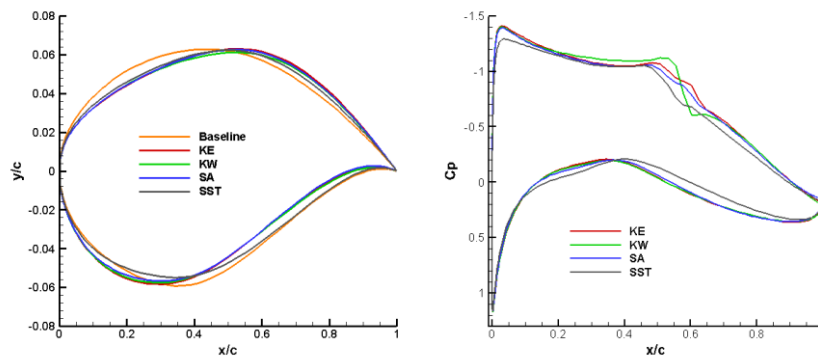 0.08
0.06
0.04
0.02
0
-0.02
-0.04
-0.06
-0.08
y/c
0 0.2 0.4 0.6 0.8 1
x/c
Baseline
KE
KW
SA
SST
-1.5
-1
-0.5
0
0.5
1
Cp
0 0.2 0.4 0.6 0.8
x/c
KE
KW
SA
SST